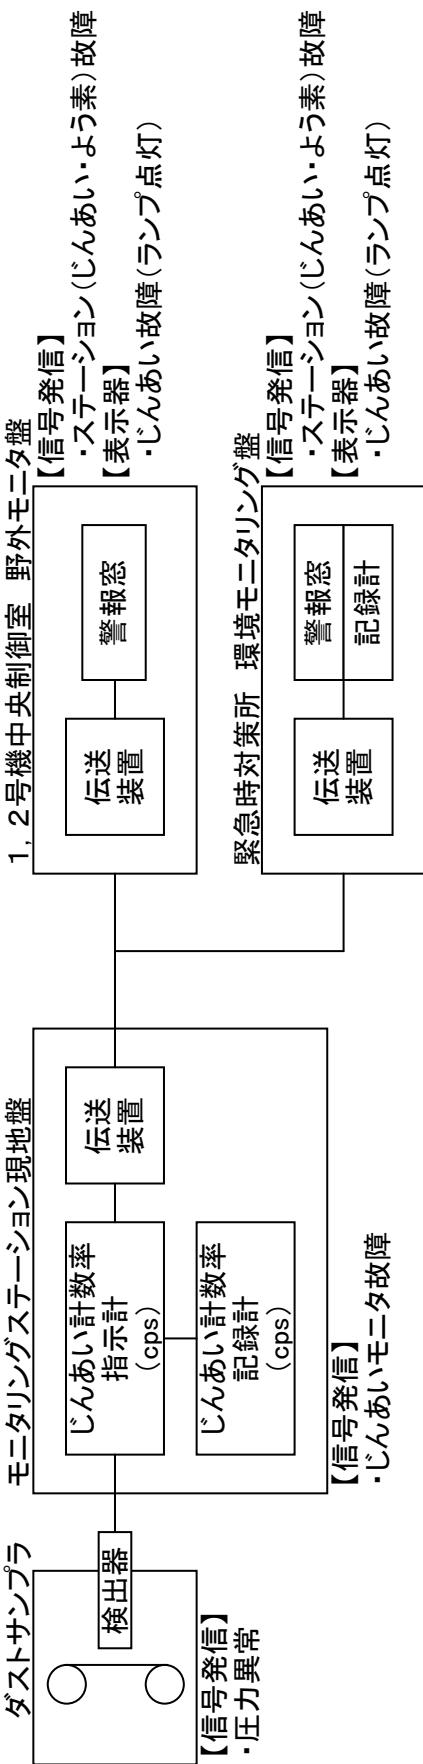 ダストサンプラ
検出器
【信号発信】
・圧力異常
モニタリングステーション現地盤
じんあい計数率
指示計
(cps)
伝送
装置
じんあい計数率
記録計
(cps)
【信号発信】
・じんあいモニタ故障
1,2号機中央制御室 野外モニタ盤
伝送
装置
警報窓
【信号発信】
・ステーション(じんあい・よう素)故障
【表示器】
・じんあい故障(ランプ点灯)
緊急時対策所 環境モニタリング盤
伝送
装置
警報窓
記録計
【信号発信】
・ステーション(じんあい・よう素)故障
【表示器】
・じんあい故障(ランプ点灯)